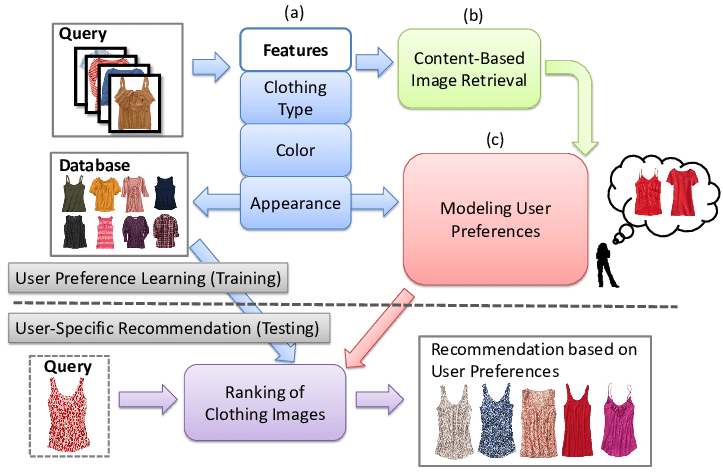 (a)
(b)
Query
Features
Content-Based
Image Retrieval
Clothing
Type
Color
(c)
Database
Appearance
Modeling User
Preferences
User Preference Learning (Training)
User-Specific Recommendation (Testing)
Query
Ranking of
Clothing Images
Recommendation based on
User Preferences